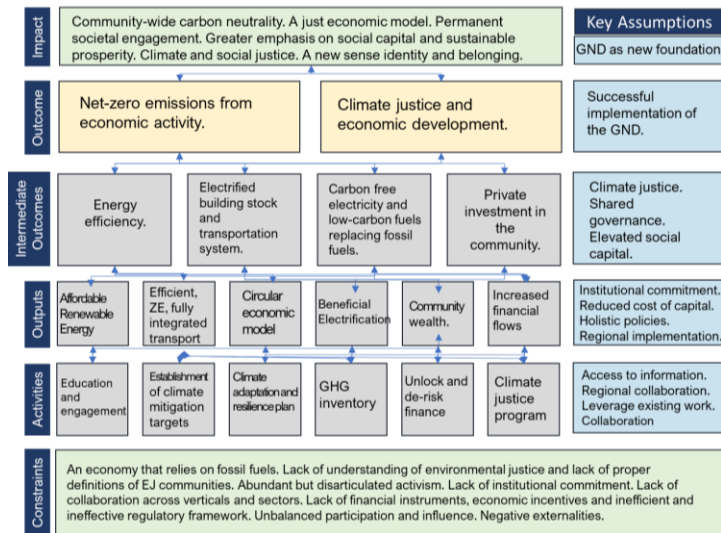 Impact
Community-wide carbon neutrality. A just economic model. Permanent
societal engagement. Greater emphasis on social capital and sustainable
prosperity. Climate and social justice. A new sense identity and belonging.
Key Assumptions
GND as new foundation
Outcome
Net-zero emissions from
economic activity.
Climate justice and
economic development.
Successful
implementation of
the GND.
Intermediate
Outcomes
Energy
efficiency.
Electrified
building stock
and
transportation
system.
Carbon free
electricity and
low-carbon fuels
replacing fossil
fuels.
Private
investment in
the
community.
Climate justice.
Shared
governance.
Elevated social
capital.
Outputs
Affordable
Renewable
Energy
Efficient,
ZE, fully
integrated
transport
Circular
economic
model
Beneficial
Electrification
Community
wealth.
Increased
financial
flows
Institutional commitment.
Reduced cost of capital.
Holistic policies.
Regional implementation.
Activities
Education
and
engagement
Establishment
of climate
mitigation
targets
Climate
adaptation and
resilience plan
GHG
inventory
Unlock and
de-risk
finance
Climate
justice
program
Access to information.
Regional collaboration.
Leverage existing work.
Collaboration
Constraints
An economy that relies on fossil fuels. Lack of understanding of environmental justice and lack of proper
definitions of EJ communities. Abundant but disarticulated activism. Lack of institutional commitment. Lack of
collaboration across verticals and sectors. Lack of financial instruments, economic incentives and inefficient and
ineffective regulatory framework. Unbalanced participation and influence. Negative externalities.